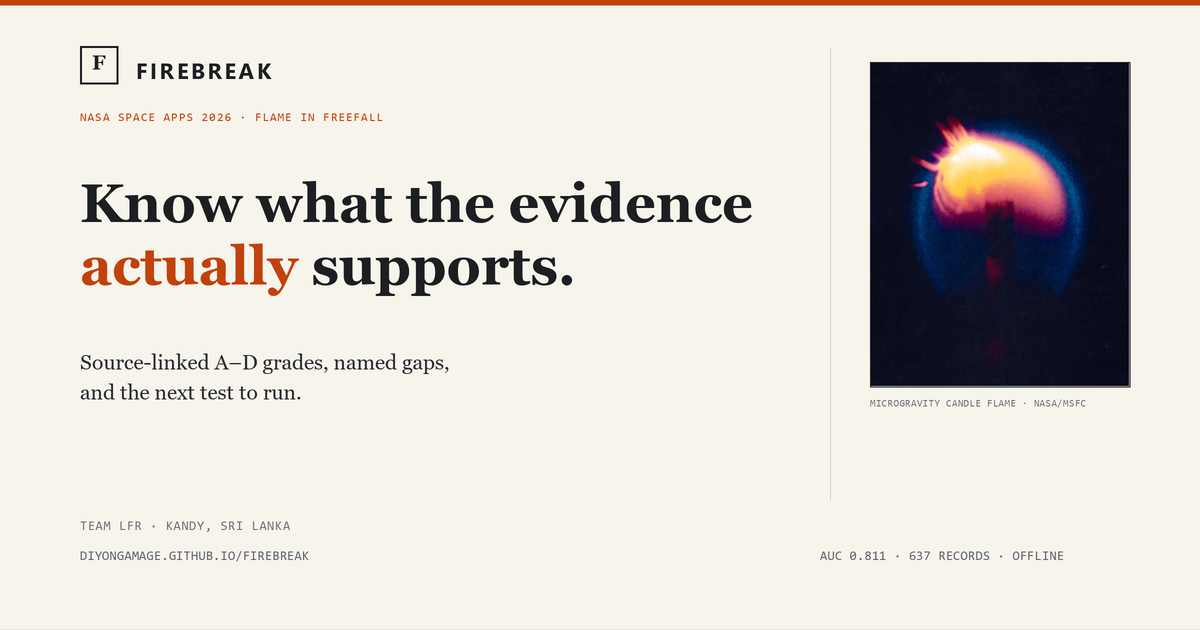 F
FIREBREAK
NASA SPACE APPS 2026 · FLAME IN FREEFALL
Know what the evidence
actually supports.
Source-linked A–D grades, named gaps,
and the next test to run.
MICROGRAVITY CANDLE FLAME · NASA/MSFC
TEAM LFR · KANDY, SRI LANKA
DIYONGAMAGE.GITHUB.IO/FIREBREAK
AUC 0.811 · 637 RECORDS · OFFLINE